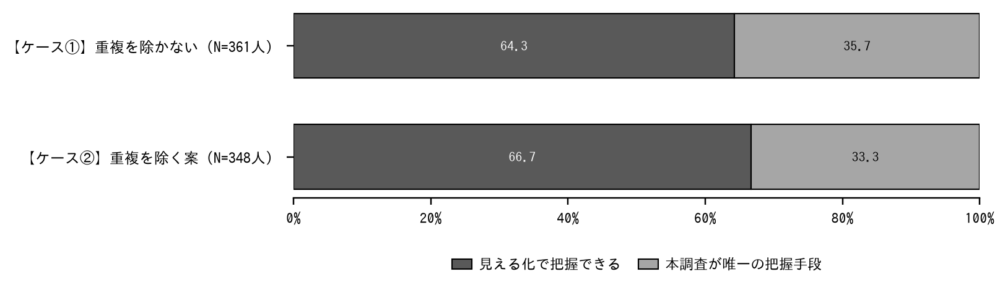 【ケース①】重複を除かない（N=361人）
64.3
35.7
【ケース②】重複を除く案（N=348人）
66.7
33.3
0%
20%
40%
60%
80%
100%
見える化で把握できる
本調査が唯一の把握手段